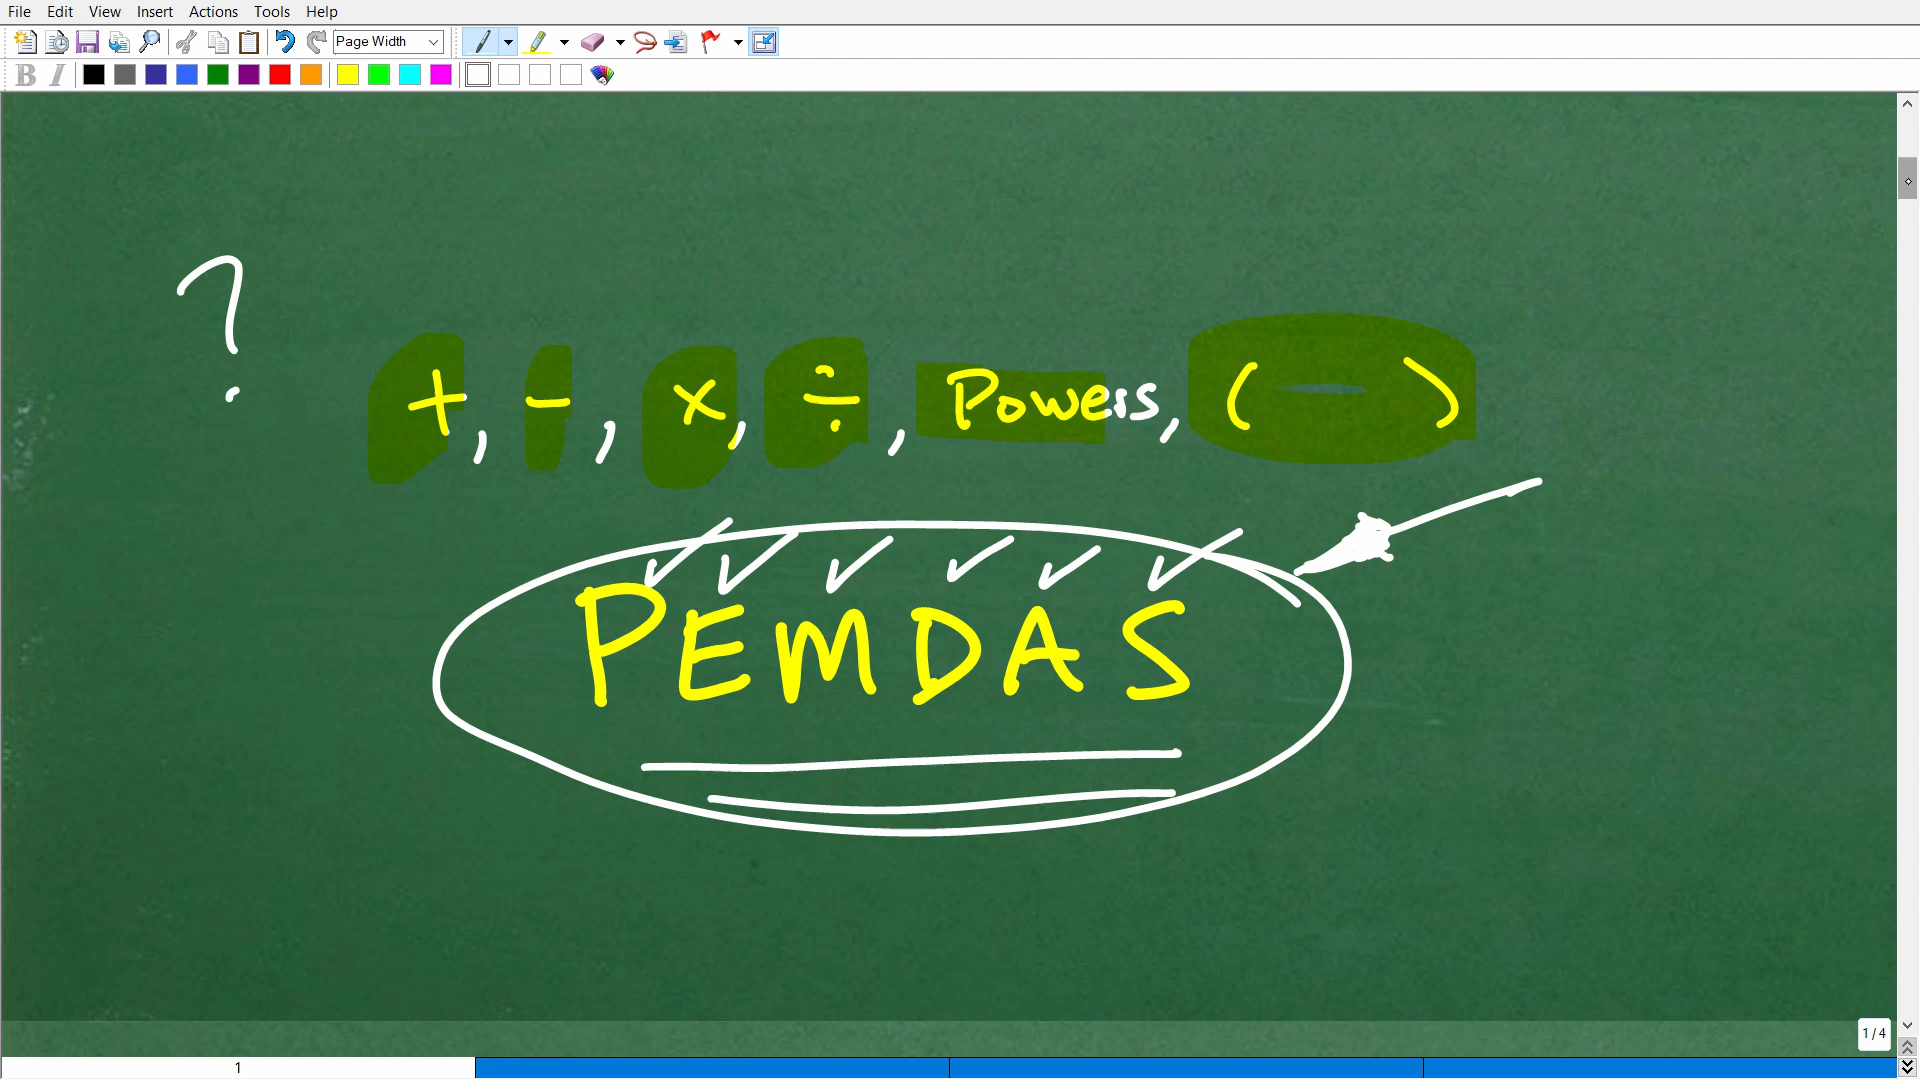 File Edit View Insert Actions Tools Help
Page Width
B I
?
+, -, x, ÷, Powers, ( )
PEMDAS
1 / 4
1